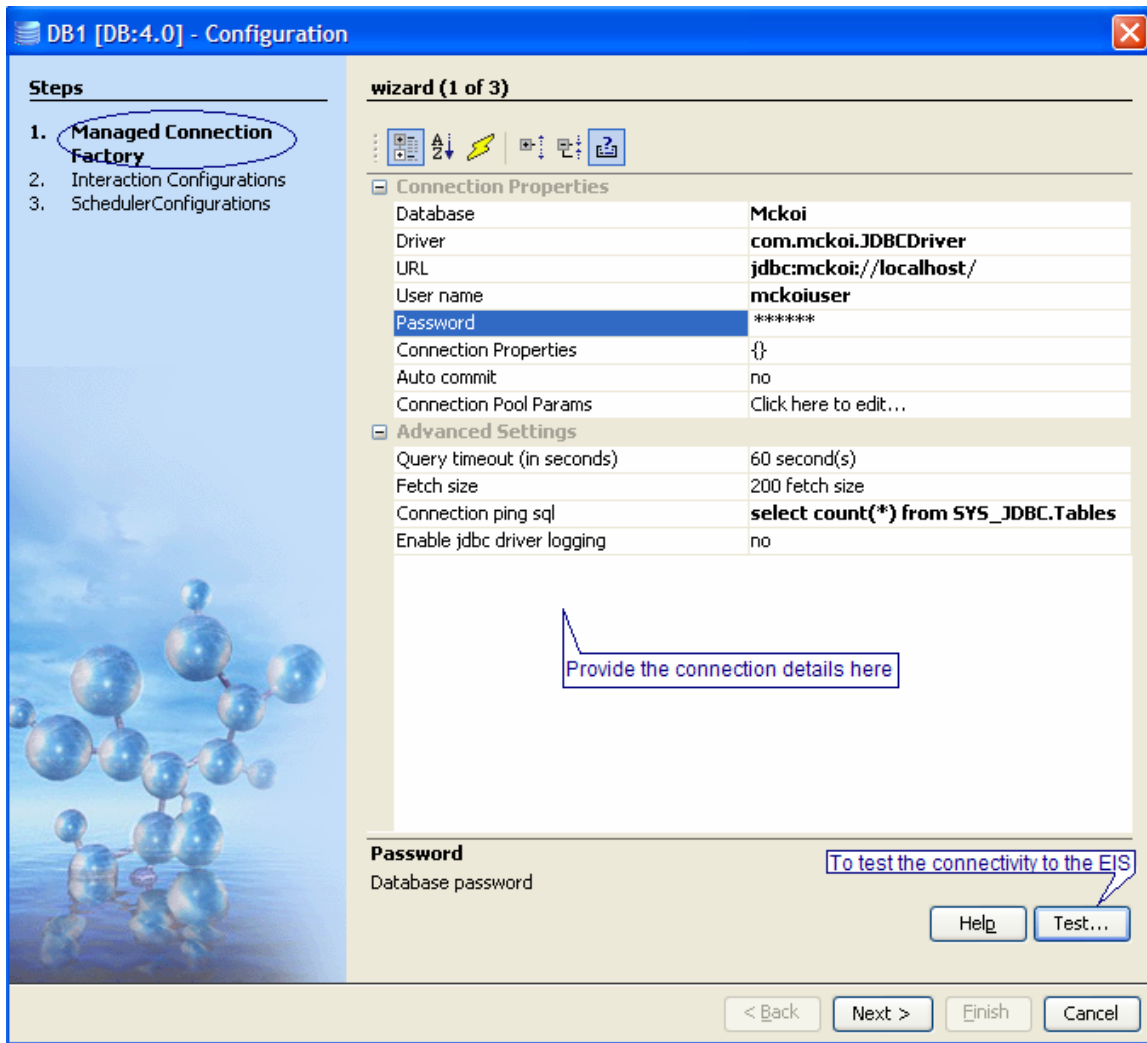 DB1 [DB:4.0] - Configuration
Steps
1. Managed Connection
Factory
2. Interaction Configurations
3. SchedulerConfigurations
wizard (1 of 3)
Connection Properties
Database Mckoi
Driver com.mckoi.JDBCDriver
URL jdbc:mckoi://localhost/
User name mckoiuser
Password ******
Connection Properties {}
Auto commit no
Connection Pool Params Click here to edit...
Advanced Settings
Query timeout (in seconds) 60 second(s)
Fetch size 200 fetch size
Connection ping sql select count(*) from SYS_JDBC.Tables
Enable jdbc driver logging no
Provide the connection details here
Password
Database password
To test the connectivity to the EIS
Help Test...
< Back Next > Finish Cancel